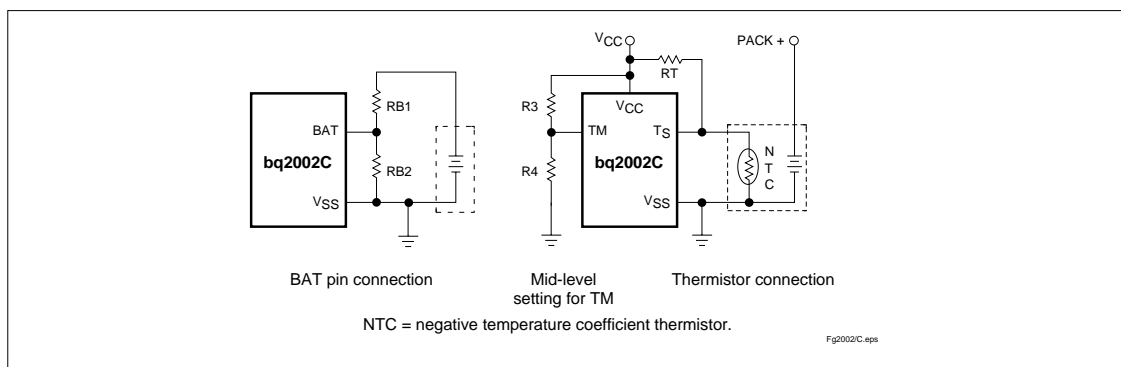 RB1
BAT
bq2002C
RB2
VSS
BAT pin connection
VCC
PACK +
RT
R3
VCC
TM
TS
bq2002C
R4
VSS
N
T
C
Mid-level
setting for TM
Thermistor connection
NTC = negative temperature coefficient thermistor.
Fg2002/C.eps